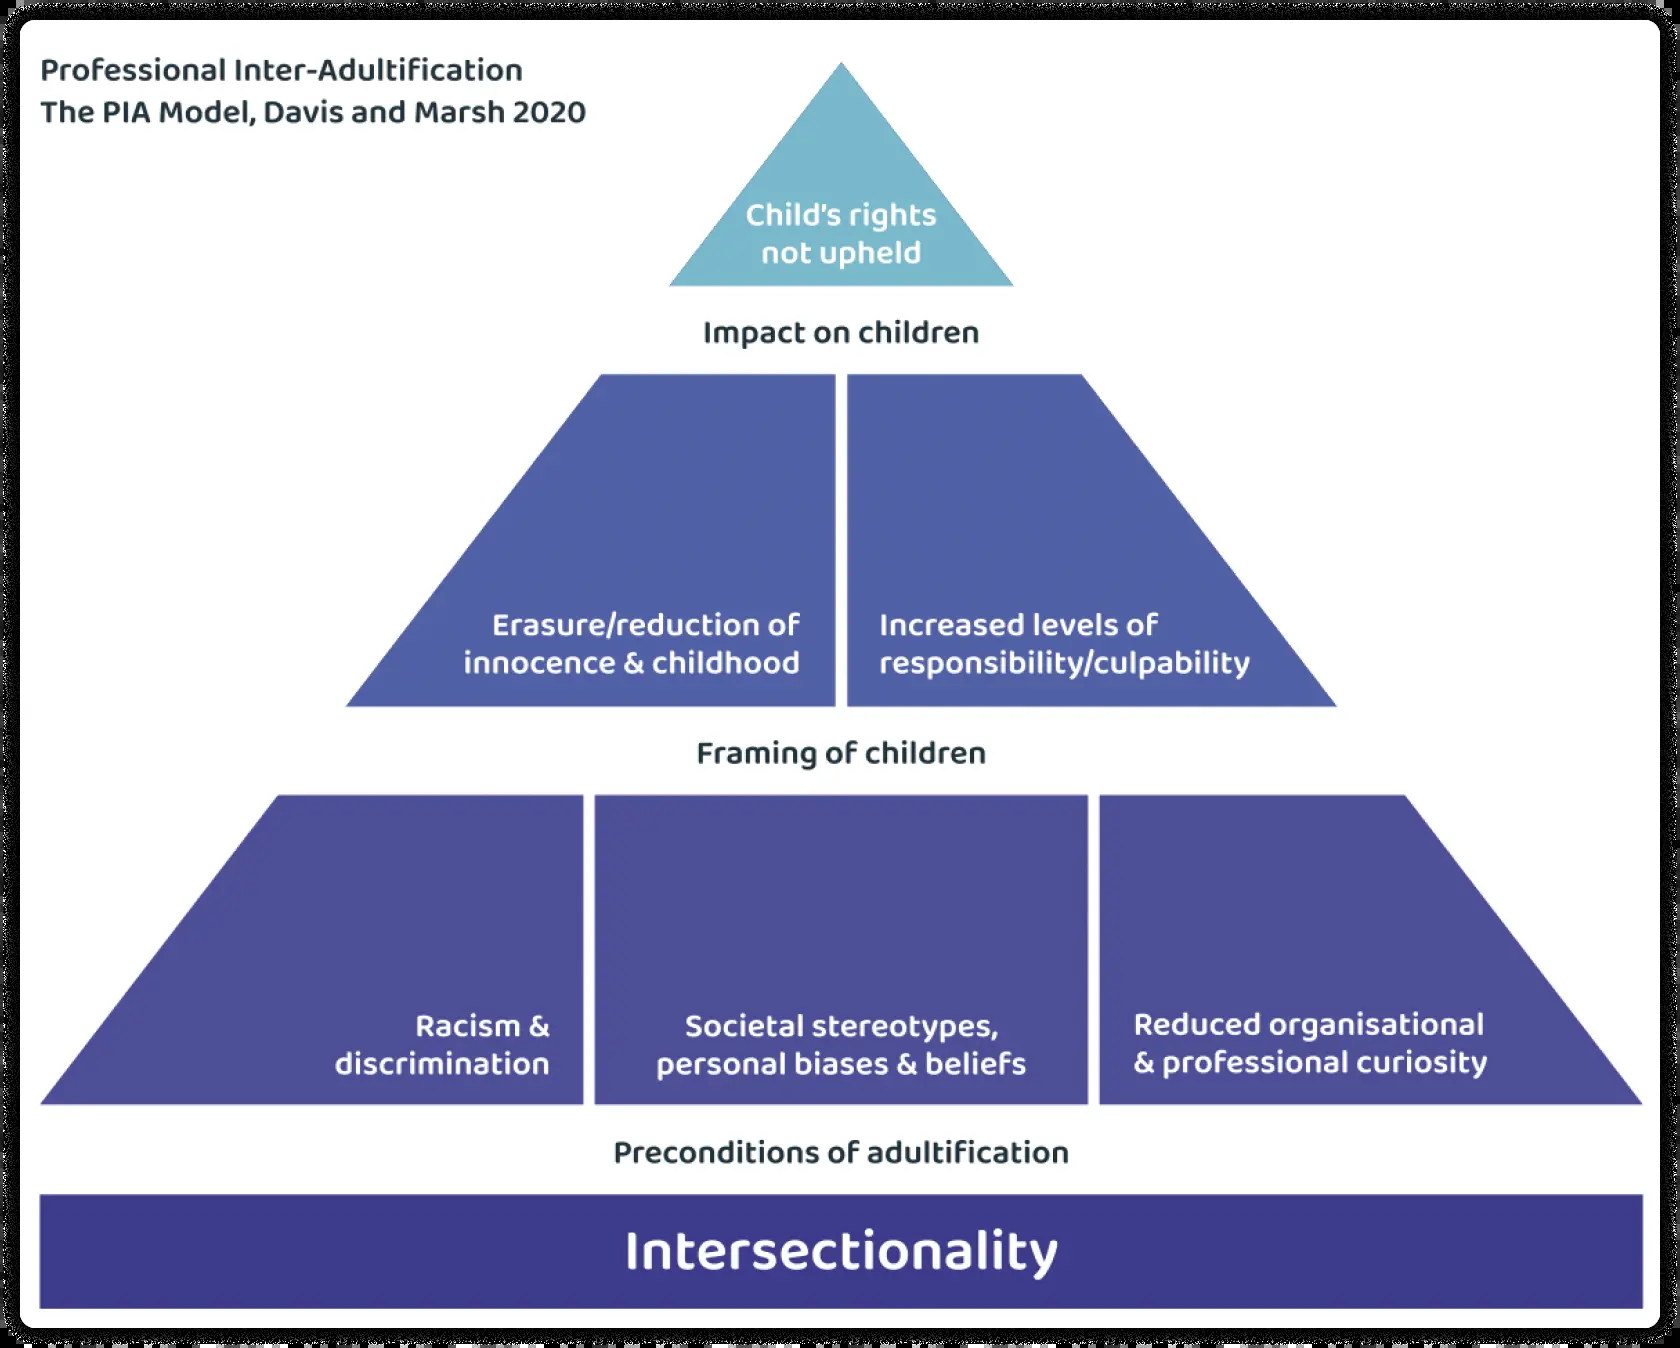 Professional Inter-Adultification
The PIA Model, Davis and Marsh 2020
Child's rights
not upheld
Impact on children
Erasure/reduction of
innocence & childhood
Increased levels of
responsibility/culpability
Framing of children
Racism &
discrimination
Societal stereotypes,
personal biases & beliefs
Reduced organisational
& professional curiosity
Preconditions of adultification
Intersectionality